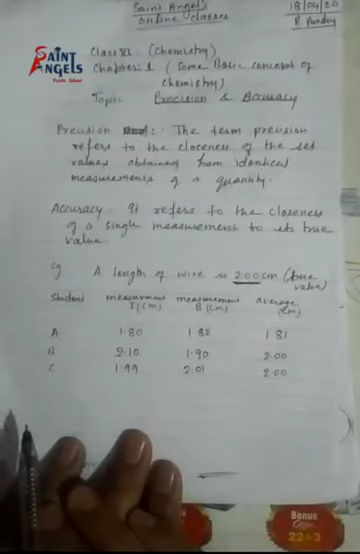 Saint Angel's
online classes
18/04/20
R Pandey
SAINT
ANGELS
Public School
Class XI (Chemistry)
Chapter 1 (Some Basic concept of
chemistry)
Topic Precision & Accuracy
Precision : The term precision
refers to the closeness of the set
values obtained from identical
measurements of a quantity.
Accuracy - It refers to the closeness
of a single measurement to its true
value.
eg A length of wire is 2.00cm (true
value)
Student measurement measurement average
I (cm) B (cm) (cm)
A 1.80 1.82 1.81
B 2.10 1.90 2.00
C 1.99 2.01 2.00
Bonus
Offer
22+3